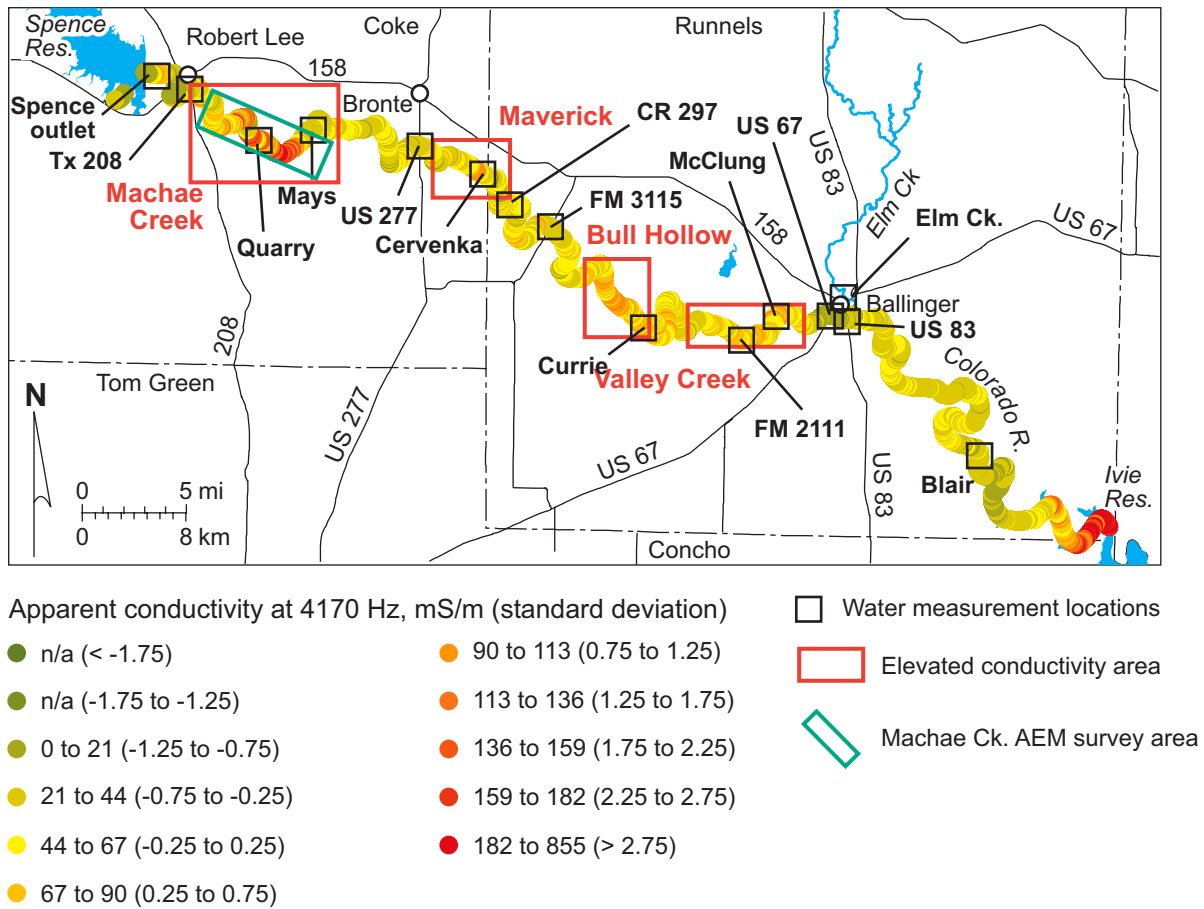 Spence
Res.
Robert Lee
Coke
Runnels
158
Bronte
Spence
outlet
Tx 208
Machae
Creek
Mays
Quarry
US 277
Maverick
Cervenka
CR 297
FM 3115
Bull Hollow
McClung
US 67
US 83
Elm Ck
Elm Ck.
US 67
158
Ballinger
US 83
Currie
Valley Creek
FM 2111
208
Tom Green
US 277
US 67
US 83
Colorado R.
Blair
Ivie
Res.
Concho
N
0 5 mi
0 8 km
Apparent conductivity at 4170 Hz, mS/m (standard deviation)
n/a (< -1.75)
n/a (-1.75 to -1.25)
0 to 21 (-1.25 to -0.75)
21 to 44 (-0.75 to -0.25)
44 to 67 (-0.25 to 0.25)
67 to 90 (0.25 to 0.75)
90 to 113 (0.75 to 1.25)
113 to 136 (1.25 to 1.75)
136 to 159 (1.75 to 2.25)
159 to 182 (2.25 to 2.75)
182 to 855 (> 2.75)
Water measurement locations
Elevated conductivity area
Machae Ck. AEM survey area